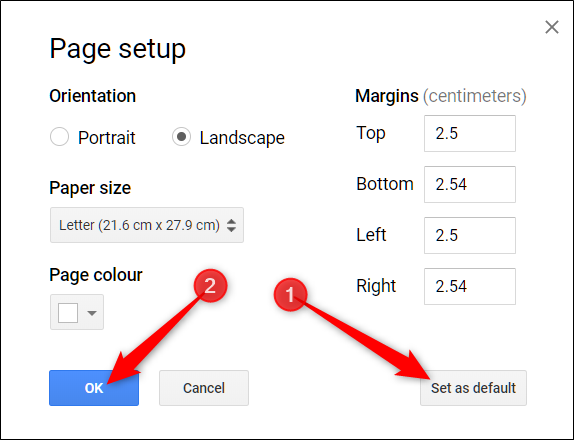 Page setup
Orientation
Portrait
Landscape
Paper size
Letter (21.6 cm x 27.9 cm)
Page colour
Margins (centimeters)
Top 2.5
Bottom 2.54
Left 2.5
Right 2.54
2
1
OK
Cancel
Set as default